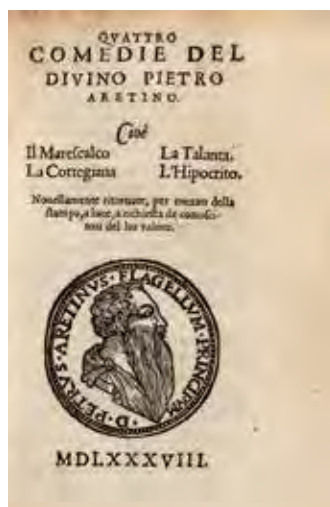 QVATTRO
COMEDIE DEL
DIVINO PIETRO
ARETINO.
Cioè
Il Marescalco La Talanta.
La Cortegiana L'Hipocrito.
Nouellamente ritornate, per mezzo della
stampa, a luce, a richiesta de conosci-
tori del lor valore.
D. PETRVS ARETINVS FLAGELLVM PRINCIPVM
MDLXXXVIII.